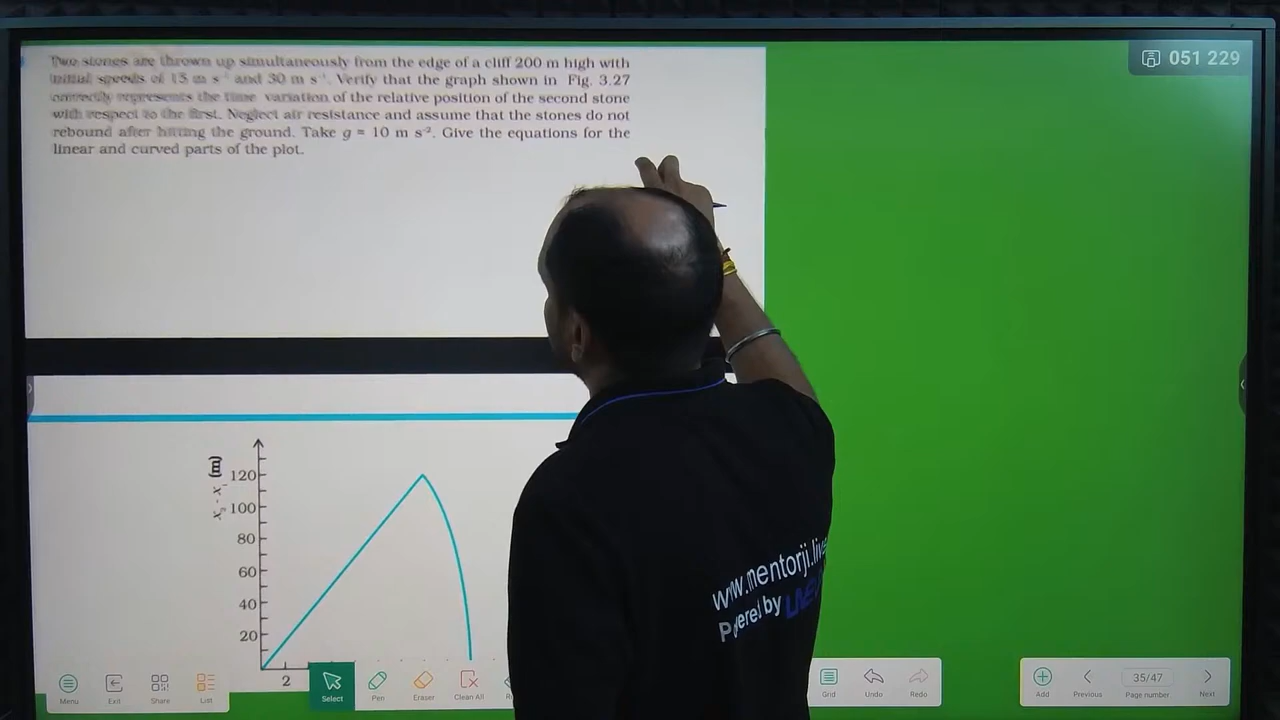 051 229
Two stones are thrown up simultaneously from the edge of a cliff 200 m high with
initial speeds of 15 m s⁻¹ and 30 m s⁻¹. Verify that the graph shown in Fig. 3.27
correctly represents the time variation of the relative position of the second stone
with respect to the first. Neglect air resistance and assume that the stones do not
rebound after hitting the ground. Take g = 10 m s⁻². Give the equations for the
linear and curved parts of the plot.
x₂ - x₁ (m)
120
100
80
60
40
20
2
www.mentorji.live
Powered by
Menu
Exit
Share
List
Select
Pen
Eraser
Clean All
Grid
Undo
Redo
Add
Previous
35/47
Page number
Next